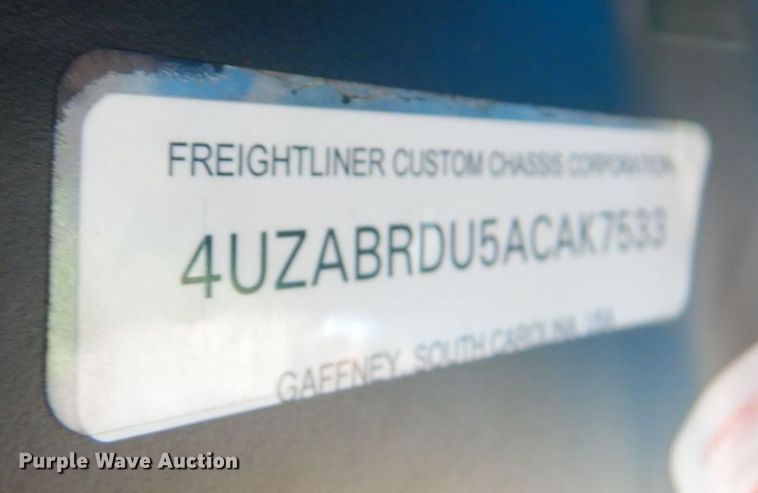 FREIGHTLINER CUSTOM CHASSIS CORPORATION
4UZABRDU5ACAK7533
GAFFNEY, SOUTH CAROLINA, USA
Purple Wave Auction